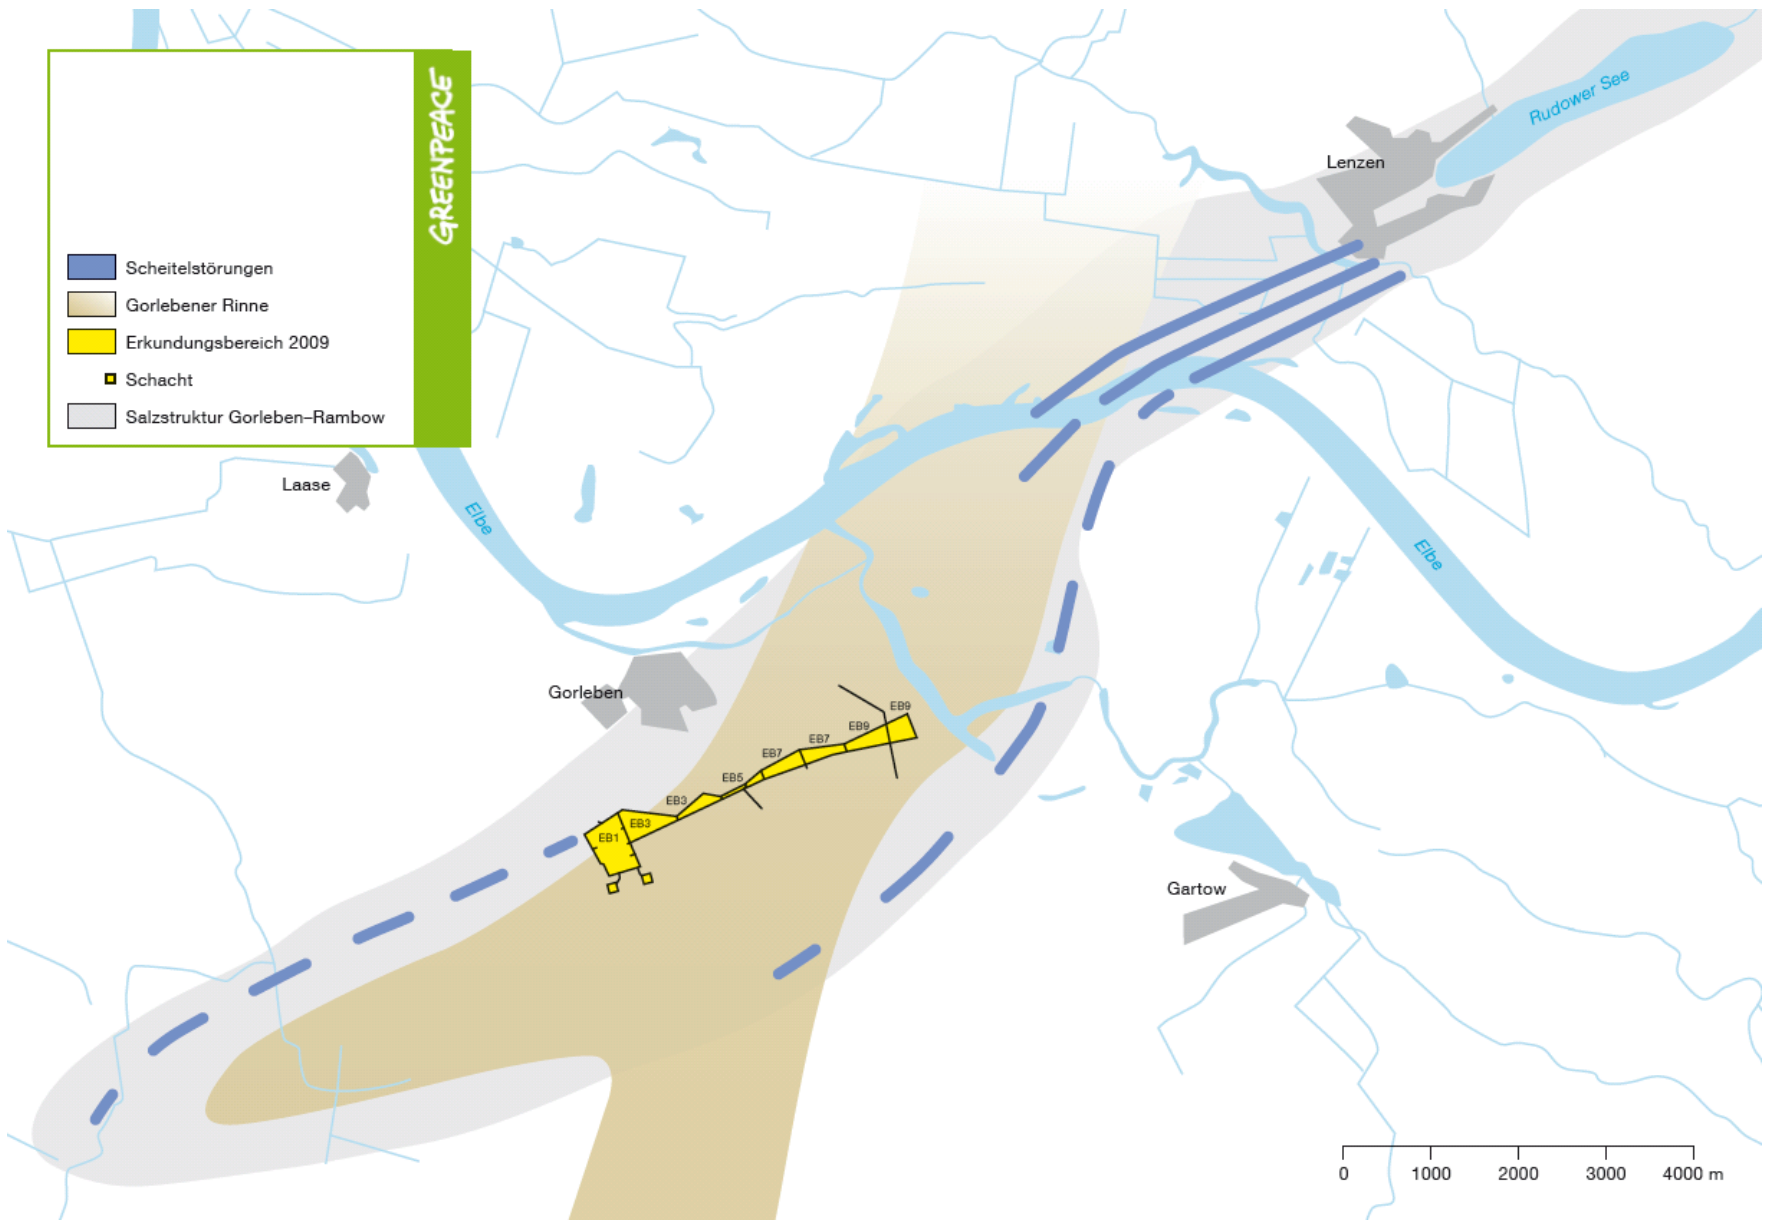 GREENPEACE
Scheitelstörungen
Gorlebener Rinne
Erkundungsbereich 2009
Schacht
Salzstruktur Gorleben–Rambow
Rudower See
Lenzen
Laase
Elbe
Elbe
Gorleben
EB9
EB9
EB7
EB7
EB5
EB3
EB3
EB1
Gartow
0 1000 2000 3000 4000 m